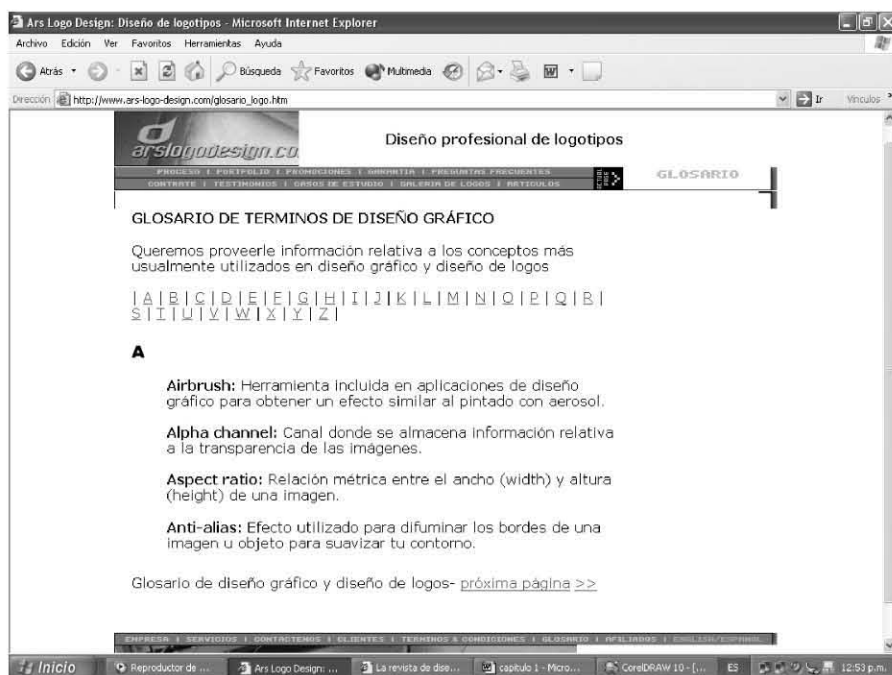 Ars Logo Design: Diseño de logotipos - Microsoft Internet Explorer
Archivo Edición Ver Favoritos Herramientas Ayuda
Atrás Búsqueda Favoritos Multimedia
Dirección http://www.ars-logo-design.com/glosario_logo.htm Ir Vínculos
arslogodesign.co
Diseño profesional de logotipos
PROCESO | PORTFOLIO | PROMOCIONES | GARANTIA | PREGUNTAS FRECUENTES
CONTRATE | TESTIMONIOS | CASOS DE ESTUDIO | GALERIA DE LOGOS | ARTICULOS
GLOSARIO
GLOSARIO DE TERMINOS DE DISEÑO GRÁFICO
Queremos proveerle información relativa a los conceptos más
usualmente utilizados en diseño gráfico y diseño de logos
| A | B | C | D | E | F | G | H | I | J | K | L | M | N | O | P | Q | R |
S | T | U | V | W | X | Y | Z |
A
Airbrush: Herramienta incluida en aplicaciones de diseño
gráfico para obtener un efecto similar al pintado con aerosol.
Alpha channel: Canal donde se almacena información relativa
a la transparencia de las imágenes.
Aspect ratio: Relación métrica entre el ancho (width) y altura
(height) de una imagen.
Anti-alias: Efecto utilizado para difuminar los bordes de una
imagen u objeto para suavizar tu contorno.
Glosario de diseño gráfico y diseño de logos- próxima página >>
EMPRESA | SERVICIOS | CONTACTENOS | CLIENTES | TERMINOS & CONDICIONES | GLOSARIO | AFILIADOS | ENGLISH/ESPAÑOL
Inicio Reproductor de ... Ars Logo Design: ... La revista de dise... capitulo 1 - Micro... CorelDRAW 10 - [... ES 12:53 p.m.